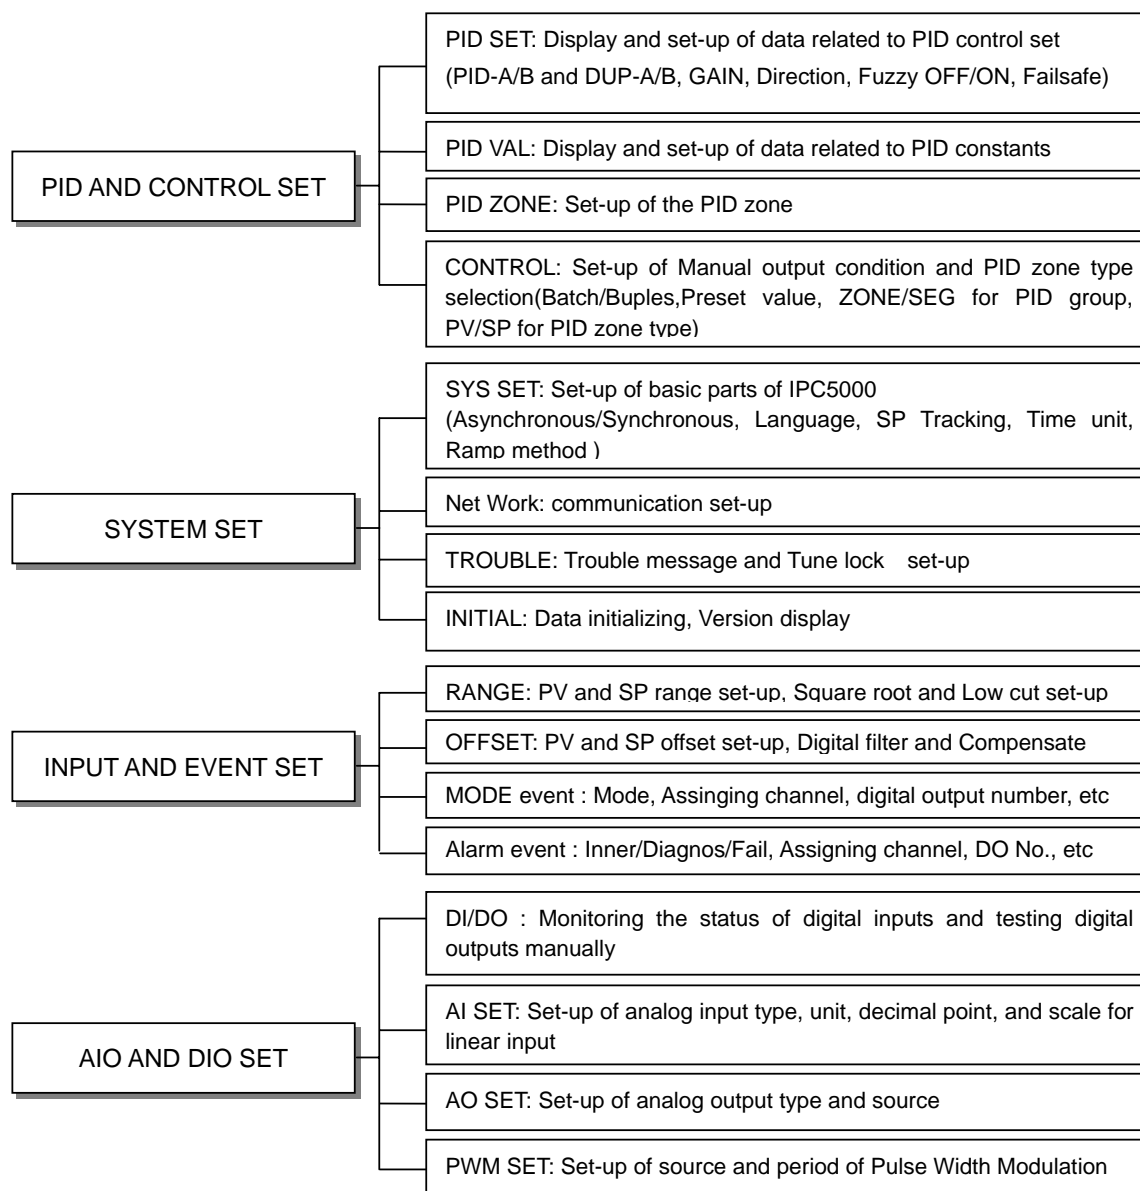 PID SET: Display and set-up of data related to PID control set
(PID-A/B and DUP-A/B, GAIN, Direction, Fuzzy OFF/ON, Failsafe)
PID VAL: Display and set-up of data related to PID constants
PID AND CONTROL SET
PID ZONE: Set-up of the PID zone
CONTROL: Set-up of Manual output condition and PID zone type
selection(Batch/Buples,Preset value, ZONE/SEG for PID group,
PV/SP for PID zone type)
SYS SET: Set-up of basic parts of IPC5000
(Asynchronous/Synchronous, Language, SP Tracking, Time unit,
Ramp method )
Net Work: communication set-up
SYSTEM SET
TROUBLE: Trouble message and Tune lock set-up
INITIAL: Data initializing, Version display
RANGE: PV and SP range set-up, Square root and Low cut set-up
OFFSET: PV and SP offset set-up, Digital filter and Compensate
INPUT AND EVENT SET
MODE event : Mode, Assinging channel, digital output number, etc
Alarm event : Inner/Diagnos/Fail, Assigning channel, DO No., etc
DI/DO : Monitoring the status of digital inputs and testing digital
outputs manually
AI SET: Set-up of analog input type, unit, decimal point, and scale for
linear input
AIO AND DIO SET
AO SET: Set-up of analog output type and source
PWM SET: Set-up of source and period of Pulse Width Modulation